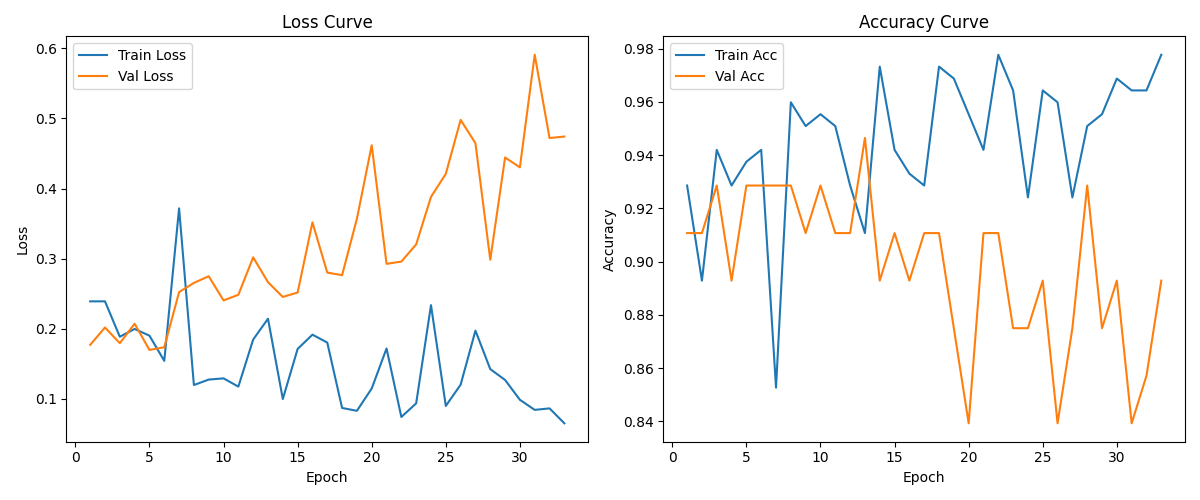 Loss Curve
Train Loss
Val Loss
0.6
0.5
0.4
0.3
0.2
0.1
Loss
0 5 10 15 20 25 30
Epoch
Accuracy Curve
Train Acc
Val Acc
0.98
0.96
0.94
0.92
0.90
0.88
0.86
0.84
Accuracy
0 5 10 15 20 25 30
Epoch